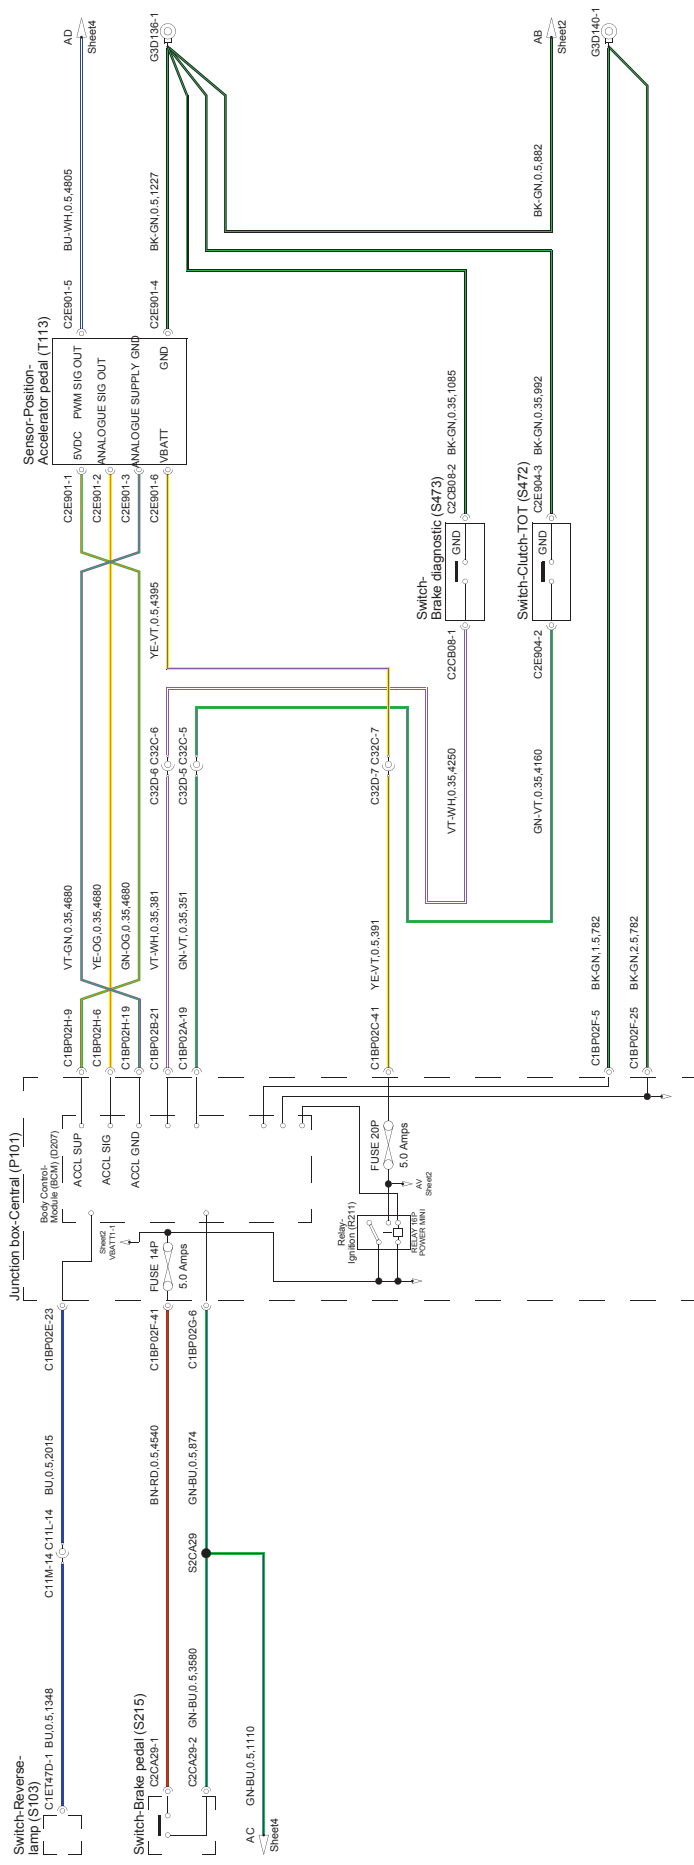 AD
Sheet4
G3D136-1
AB
Sheet2
G3D140-1
BU-WH,0.5,4805
BK-GN,0.5,1227
BK-GN,0.5,882
C2E901-5
C2E901-4
Sensor-Position-
Accelerator pedal (T113)
5VDC
PWM SIG OUT
ANALOGUE SIG OUT
ANALOGUE SUPPLY GND
VBATT
GND
C2E901-1
C2E901-2
C2E901-3
C2E901-6
BK-GN,0.35,1085
BK-GN,0.35,992
C2CB08-2
C2E904-3
Switch-
Brake diagnostic (S473)
GND
Switch-Clutch-TOT (S472)
GND
YE-VT,0.5,4395
C2CB08-1
C2E904-2
C32D-6 C32C-6
C32D-5 C32C-5
C32D-7 C32C-7
VT-WH,0.35,4250
GN-VT,0.35,4160
VT-GN,0.35,4680
YE-OG,0.35,4680
GN-OG,0.35,4680
VT-WH,0.35,381
GN-VT,0.35,351
YE-VT,0.5,391
BK-GN,1.5,782
BK-GN,2.5,782
C1BP02H-9
C1BP02H-6
C1BP02H-19
C1BP02B-21
C1BP02A-19
C1BP02C-41
C1BP02F-5
C1BP02F-25
Junction box-Central (P101)
Body Control-
Module (BCM) (D207)
ACCL SUP
ACCL SIG
ACCL GND
FUSE 20P
5.0 Amps
AV
Sheet2
Relay-
Ignition (R211)
RELAY 16P
POWER MINI
Sheet2
VBATT1-1
FUSE 14P
5.0 Amps
C1BP02E-23
C1BP02F-41
C1BP02G-6
BU,0.5,2015
BN-RD,0.5,4540
GN-BU,0.5,874
C11M-14 C11L-14
S2CA29
BU,0.5,1348
GN-BU,0.5,3580
GN-BU,0.5,1110
Switch-Reverse-
lamp (S103)
C1ET47D-1
Switch-Brake pedal (S215)
C2CA29-1
C2CA29-2
AC
Sheet4